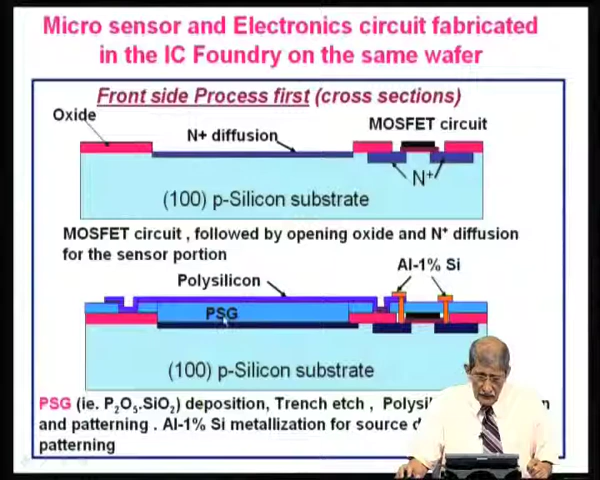 Micro sensor and Electronics circuit fabricated
in the IC Foundry on the same wafer
Front side Process first (cross sections)
Oxide
N+ diffusion
MOSFET circuit
N+
(100) p-Silicon substrate
MOSFET circuit , followed by opening oxide and N+ diffusion
for the sensor portion
Al-1% Si
Polysilicon
PSG
(100) p-Silicon substrate
PSG (ie. P2O5.SiO2) deposition, Trench etch ,
and patterning . Al-1% Si metallization for source
patterning